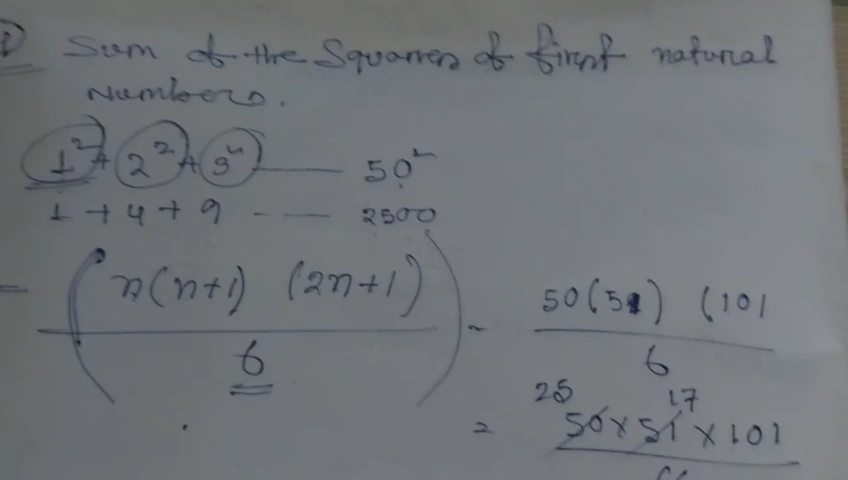 Sum of the Squares of first natural
Numbers.
1² + 2² + 3² —— 50²
1 + 4 + 9 ---- 2500
= ( n(n+1) (2n+1) / 6 ) - 50(51) (101 / 6
= 50×51×101
25 17